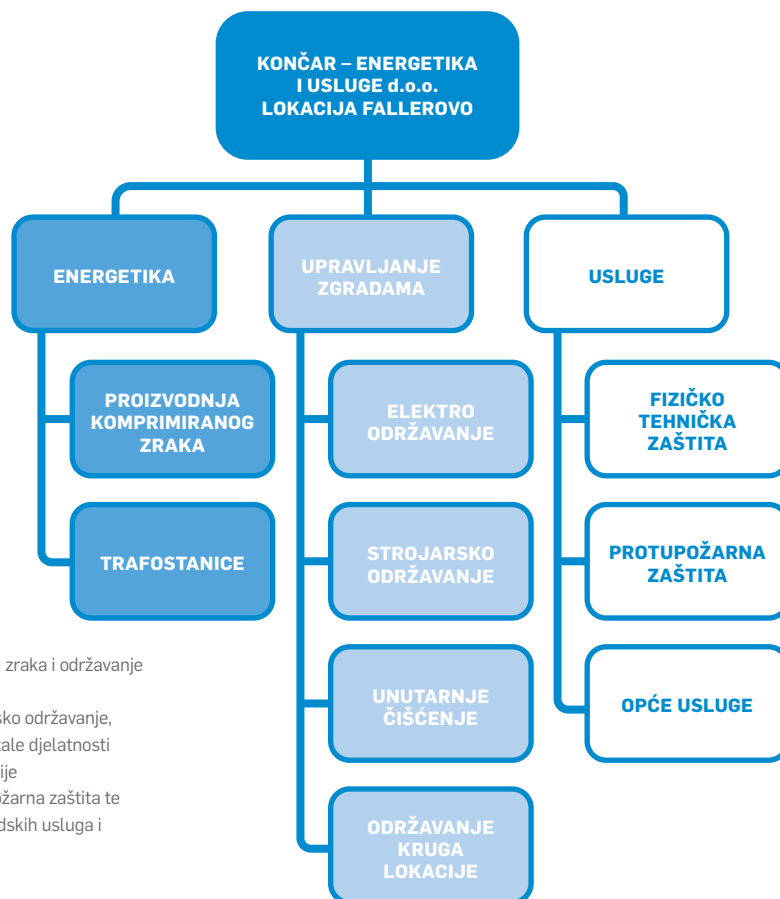 KONČAR – ENERGETIKA
I USLUGE d.o.o.
LOKACIJA FALLEROVO
ENERGETIKA
PROIZVODNJA
KOMPRIMIRANOG
ZRAKA
TRAFOSTANICE
UPRAVLJANJE
ZGRADAMA
ELEKTRO
ODRŽAVANJE
STROJARSKO
ODRŽAVANJE
UNUTARNJE
ČIŠĆENJE
ODRŽAVANJE
KRUGA
LOKACIJE
USLUGE
FIZIČKO
TEHNIČKA
ZAŠTITA
PROTUPOŽARNA
ZAŠTITA
OPĆE USLUGE
zraka i održavanje
sko održavanje,
ale djelatnosti
ije
ožarna zaštita te
dskih usluga i